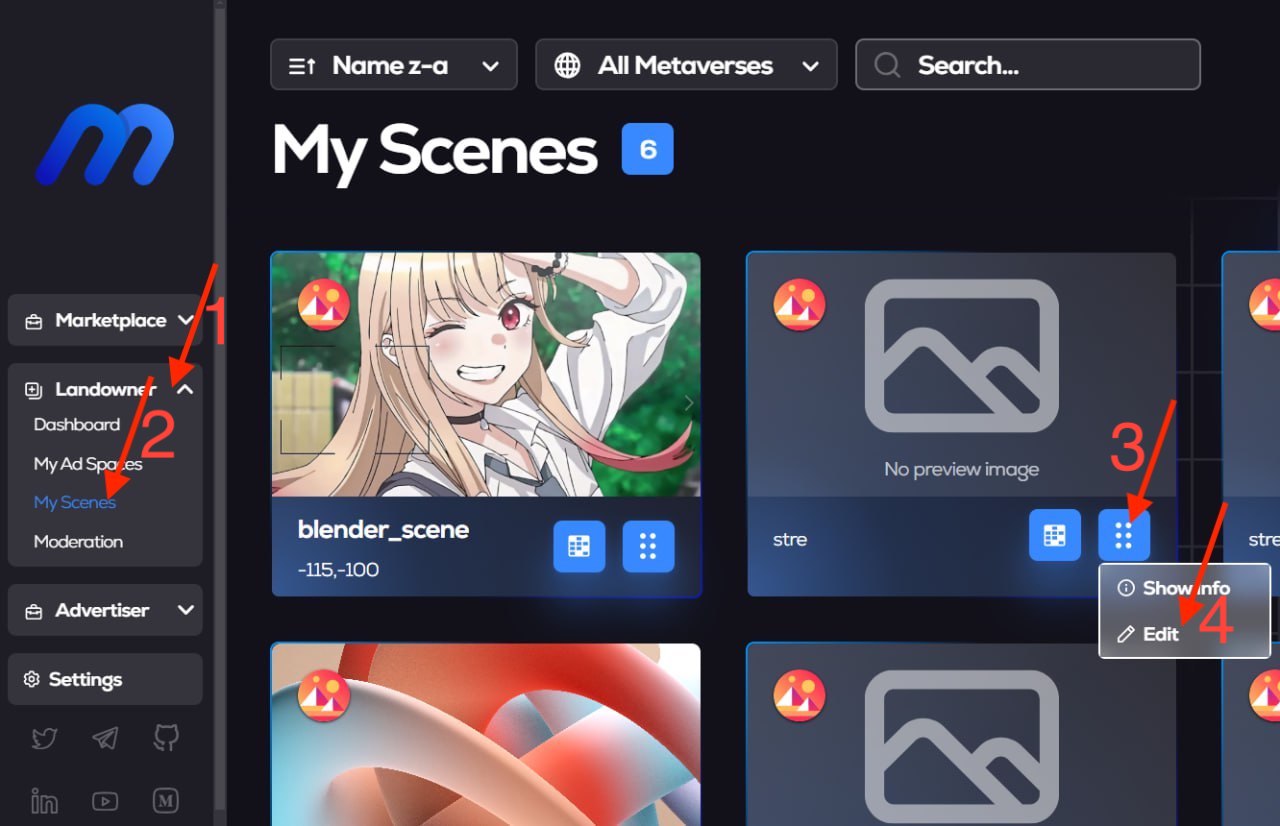 Name z-a
All Metaverses
Search...
My Scenes
6
Marketplace
1
Landowner
Dashboard
2
My Ad Spaces
My Scenes
Moderation
Advertiser
Settings
No preview image
3
blender_scene
-115,-100
stre
stre
Show info
Edit
4
M